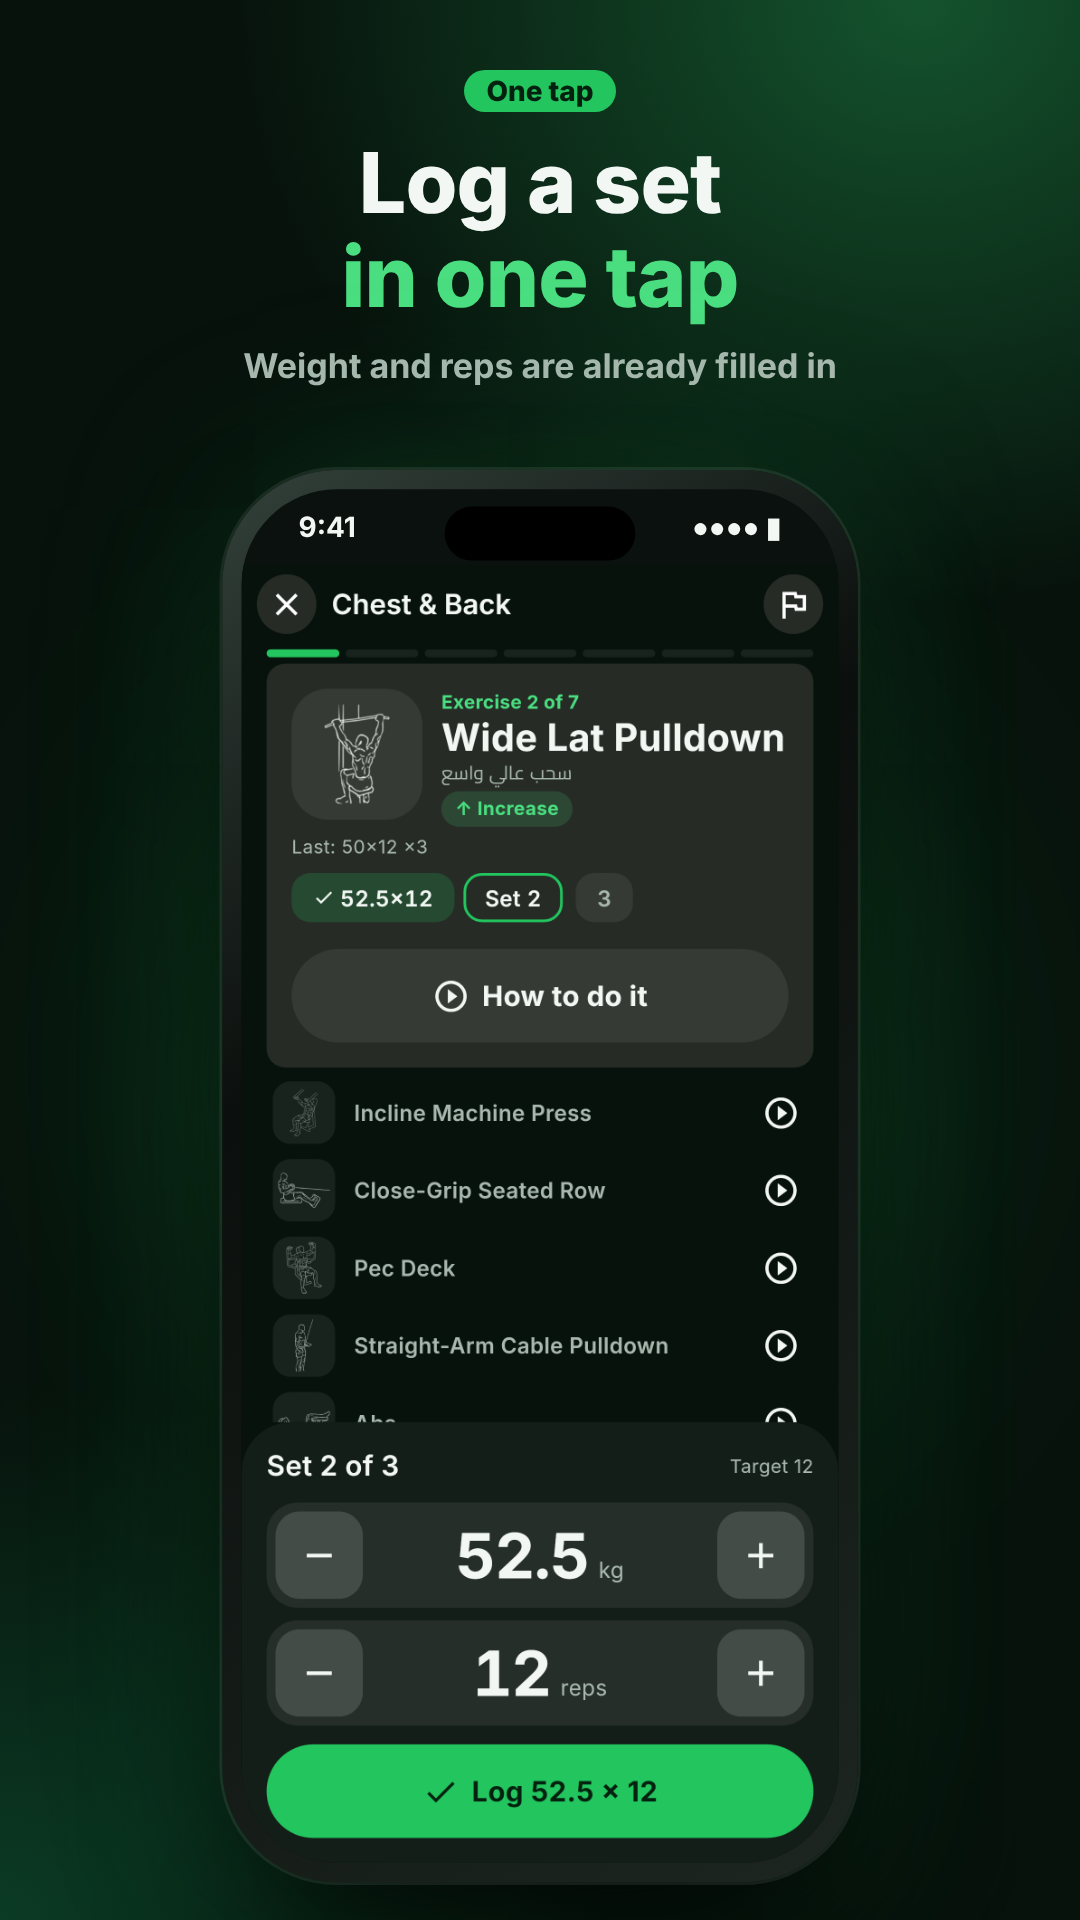 One tap
Log a set
in one tap
Weight and reps are already filled in
9:41
Chest & Back
Exercise 2 of 7
Wide Lat Pulldown
سحب عالي واسع
↑ Increase
Last: 50×12 ×3
✓ 52.5×12
Set 2
3
How to do it
Incline Machine Press
Close-Grip Seated Row
Pec Deck
Straight-Arm Cable Pulldown
Set 2 of 3
Target 12
− 52.5 kg +
− 12 reps +
✓ Log 52.5 × 12